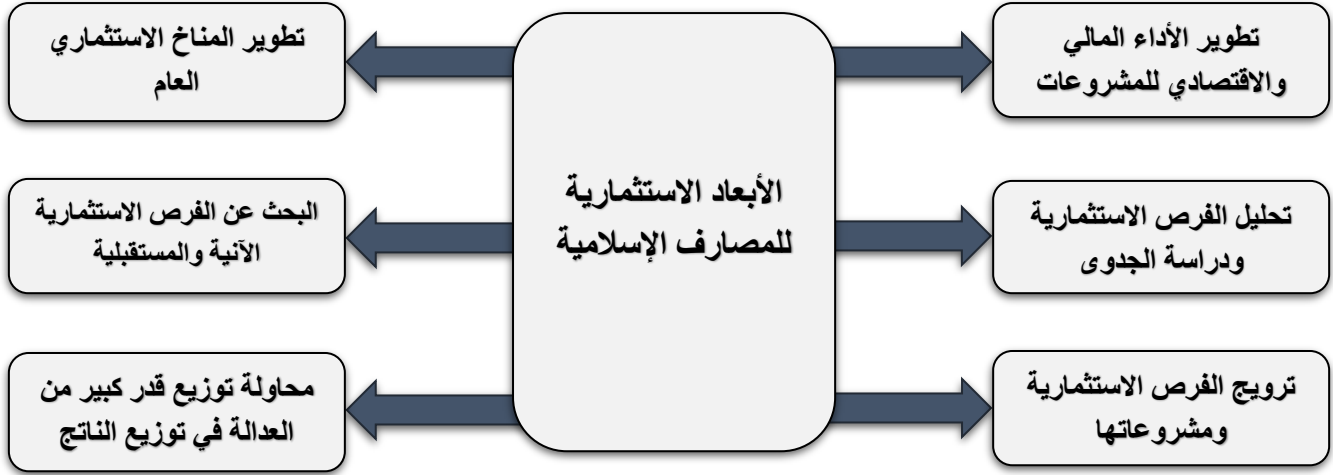 تطوير الأداء المالي
والاقتصادي للمشروعات
تحليل الفرص الاستثمارية
ودراسة الجدوى
ترويج الفرص الاستثمارية
ومشروعاتها
الأبعاد الاستثمارية
للمصارف الإسلامية
تطوير المناخ الاستثماري
العام
البحث عن الفرص الاستثمارية
الآنية والمستقبلية
محاولة توزيع قدر كبير من
العدالة في توزيع الناتج